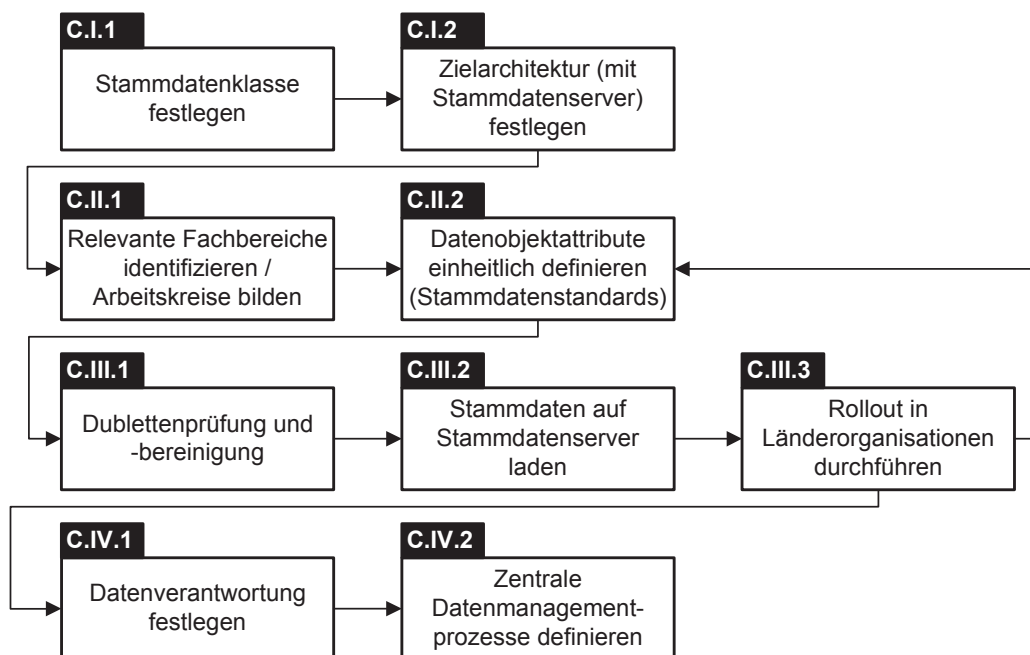 C.I.1
Stammdatenklasse
festlegen
C.I.2
Zielarchitektur (mit
Stammdatenserver)
festlegen
C.II.1
Relevante Fachbereiche
identifizieren /
Arbeitskreise bilden
C.II.2
Datenobjektattribute
einheitlich definieren
(Stammdatenstandards)
C.III.1
Dublettenprüfung und
-bereinigung
C.III.2
Stammdaten auf
Stammdatenserver
laden
C.III.3
Rollout in
Länderorganisationen
durchführen
C.IV.1
Datenverantwortung
festlegen
C.IV.2
Zentrale
Datenmanagement-
prozesse definieren